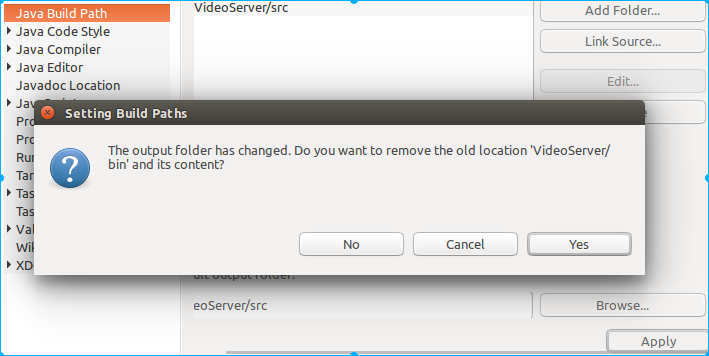 Java Build Path
Java Code Style
Java Compiler
Java Editor
Javadoc Location
VideoServer/src
Add Folder...
Link Source...
Edit...
Setting Build Paths
The output folder has changed. Do you want to remove the old location 'VideoServer/
bin' and its content?
No
Cancel
Yes
Pro
Pro
Run
Tas
Tas
Val
Wik
XD
ult output folder:
eoServer/src
Browse...
Apply